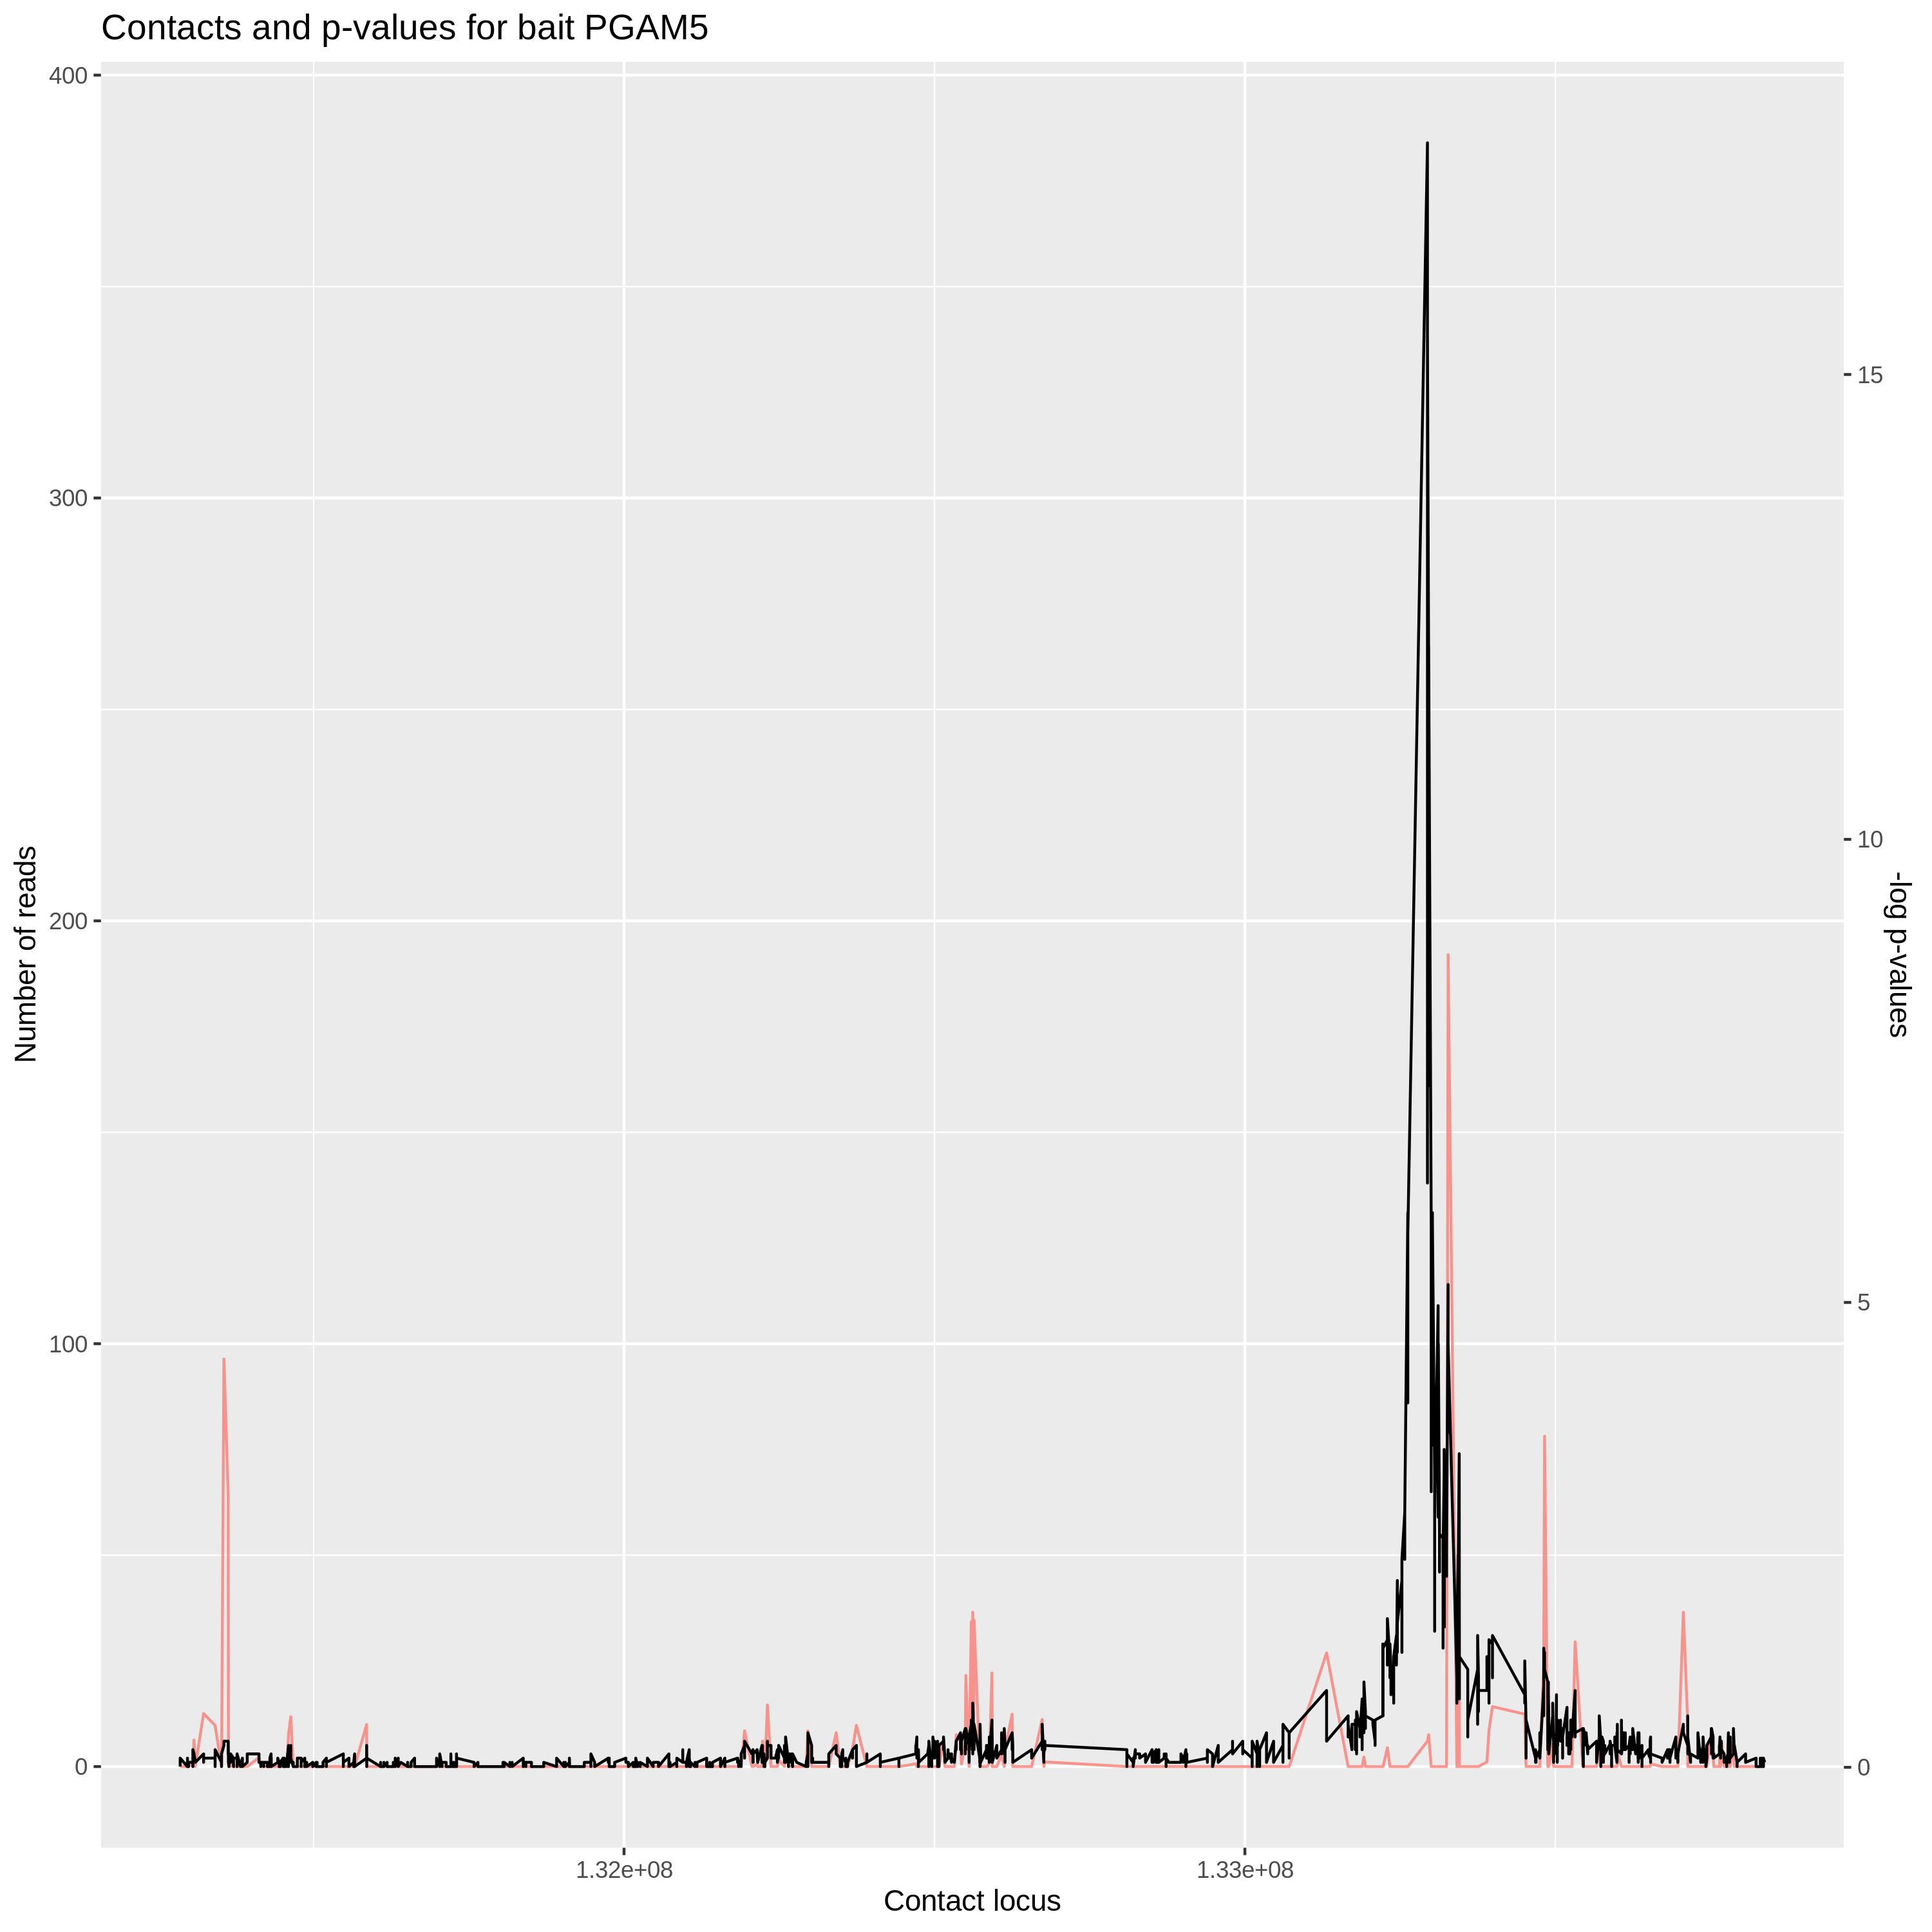 Contacts and p-values for bait PGAM5
400
300
200
100
0
Number of reads
15
10
5
0
-log p-values
1.32e+08
1.33e+08
Contact locus